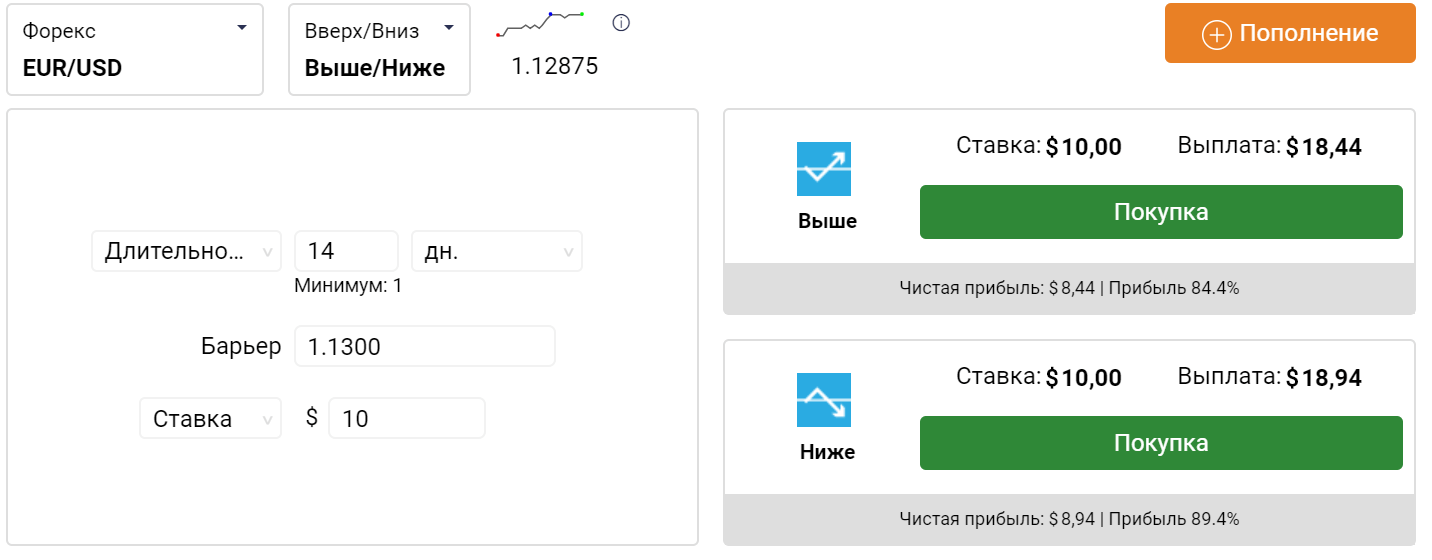 Форекс
EUR/USD
Вверх/Вниз
Выше/Ниже
1.12875
Пополнение
Длительно...
14
дн.
Минимум: 1
Барьер
1.1300
Ставка
$
10
Ставка: $10,00 Выплата: $18,44
Выше
Покупка
Чистая прибыль: $8,44 | Прибыль 84.4%
Ставка: $10,00 Выплата: $18,94
Ниже
Покупка
Чистая прибыль: $8,94 | Прибыль 89.4%